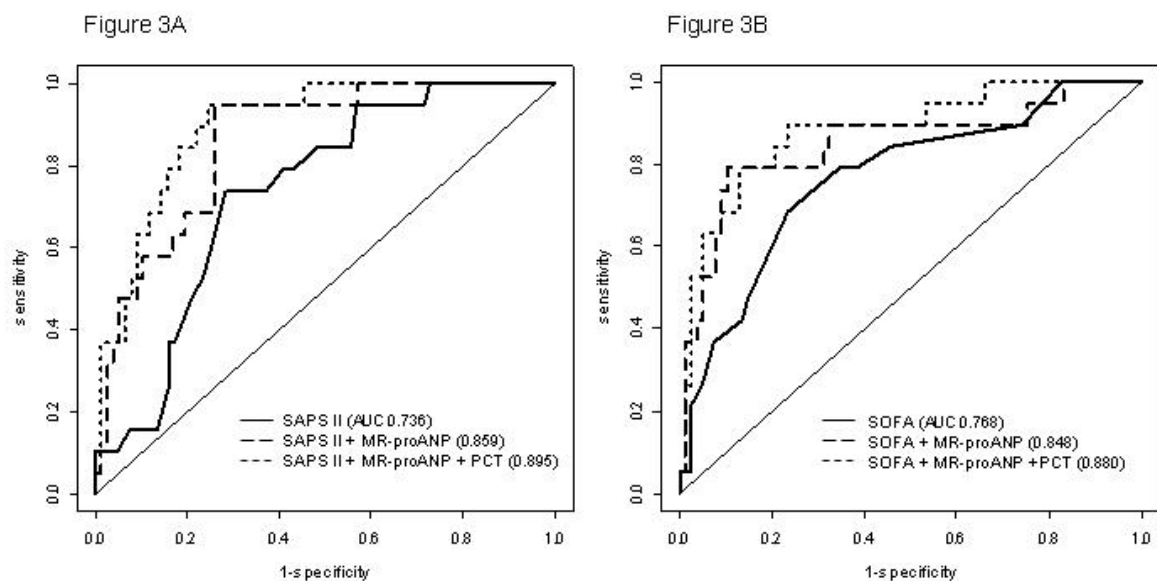 Figure 3A
1.0
0.8
0.6
0.4
0.2
0.0
sensitivity
SAPS II (AUC 0.736)
SAPS II + MR-proANP (0.859)
SAPS II + MR-proANP + PCT (0.895)
0.0 0.2 0.4 0.6 0.8 1.0
1-specificity
Figure 3B
1.0
0.8
0.6
0.4
0.2
0.0
sensitivity
SOFA (AUC 0.768)
SOFA + MR-proANP (0.848)
SOFA + MR-proANP +PCT (0.880)
0.0 0.2 0.4 0.6 0.8 1.0
1-specificity